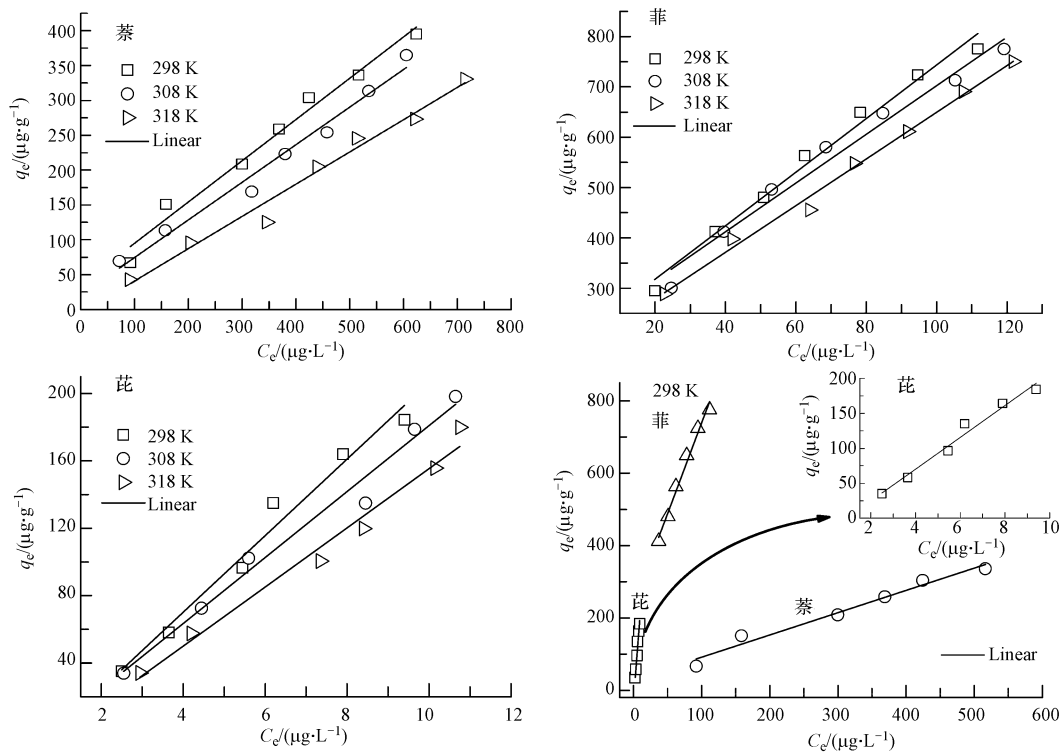 萘
298 K
308 K
318 K
Linear
400
350
300
250
200
150
100
50
0
qe/(μg·g⁻¹)
0 100 200 300 400 500 600 700 800
Ce/(μg·L⁻¹)
菲
298 K
308 K
318 K
Linear
800
700
600
500
400
300
qe/(μg·g⁻¹)
20 40 60 80 100 120
Ce/(μg·L⁻¹)
芘
298 K
308 K
318 K
Linear
200
160
120
80
40
qe/(μg·g⁻¹)
2 4 6 8 10 12
Ce/(μg·L⁻¹)
298 K
菲
芘
萘
Linear
800
600
400
200
0
qe/(μg·g⁻¹)
0 100 200 300 400 500 600
Ce/(μg·L⁻¹)
芘
200
150
100
50
0
qe/(μg·g⁻¹)
2 4 6 8 10
Ce/(μg·L⁻¹)